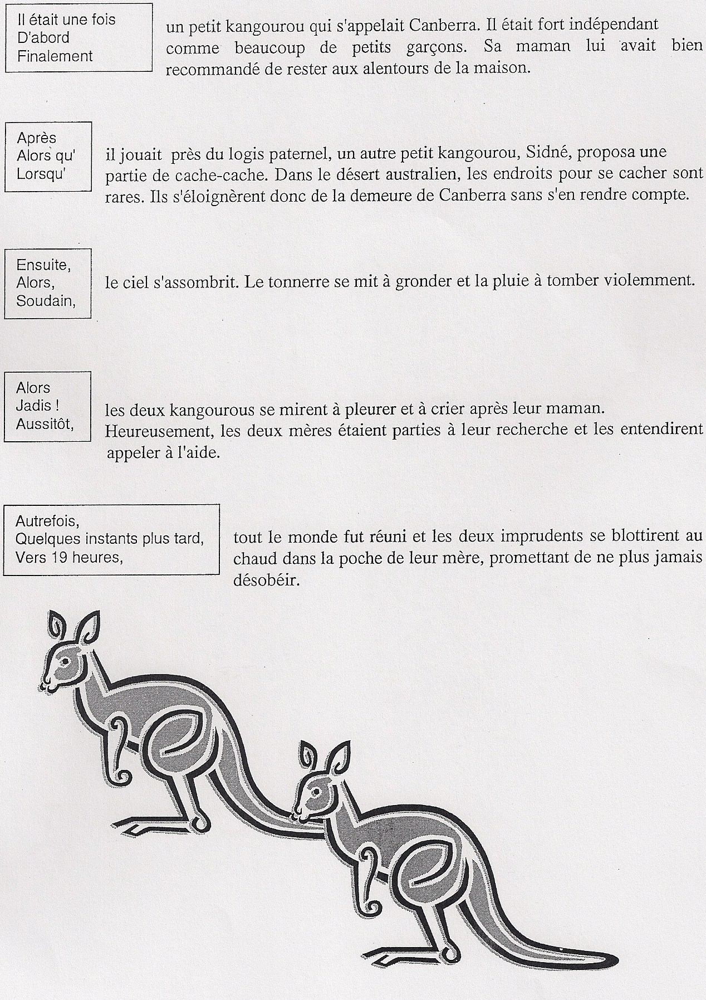 Il était une fois
D'abord
Finalement
un petit kangourou qui s'appelait Canberra. Il était fort indépendant
comme beaucoup de petits garçons. Sa maman lui avait bien
recommandé de rester aux alentours de la maison.
Après
Alors qu'
Lorsqu'
il jouait près du logis paternel, un autre petit kangourou, Sidné, proposa une
partie de cache-cache. Dans le désert australien, les endroits pour se cacher sont
rares. Ils s'éloignèrent donc de la demeure de Canberra sans s'en rendre compte.
Ensuite,
Alors,
Soudain,
le ciel s'assombrit. Le tonnerre se mit à gronder et la pluie à tomber violemment.
Alors
Jadis !
Aussitôt,
les deux kangourous se mirent à pleurer et à crier après leur maman.
Heureusement, les deux mères étaient parties à leur recherche et les entendirent
appeler à l'aide.
Autrefois,
Quelques instants plus tard,
Vers 19 heures,
tout le monde fut réuni et les deux imprudents se blottirent au
chaud dans la poche de leur mère, promettant de ne plus jamais
désobéir.